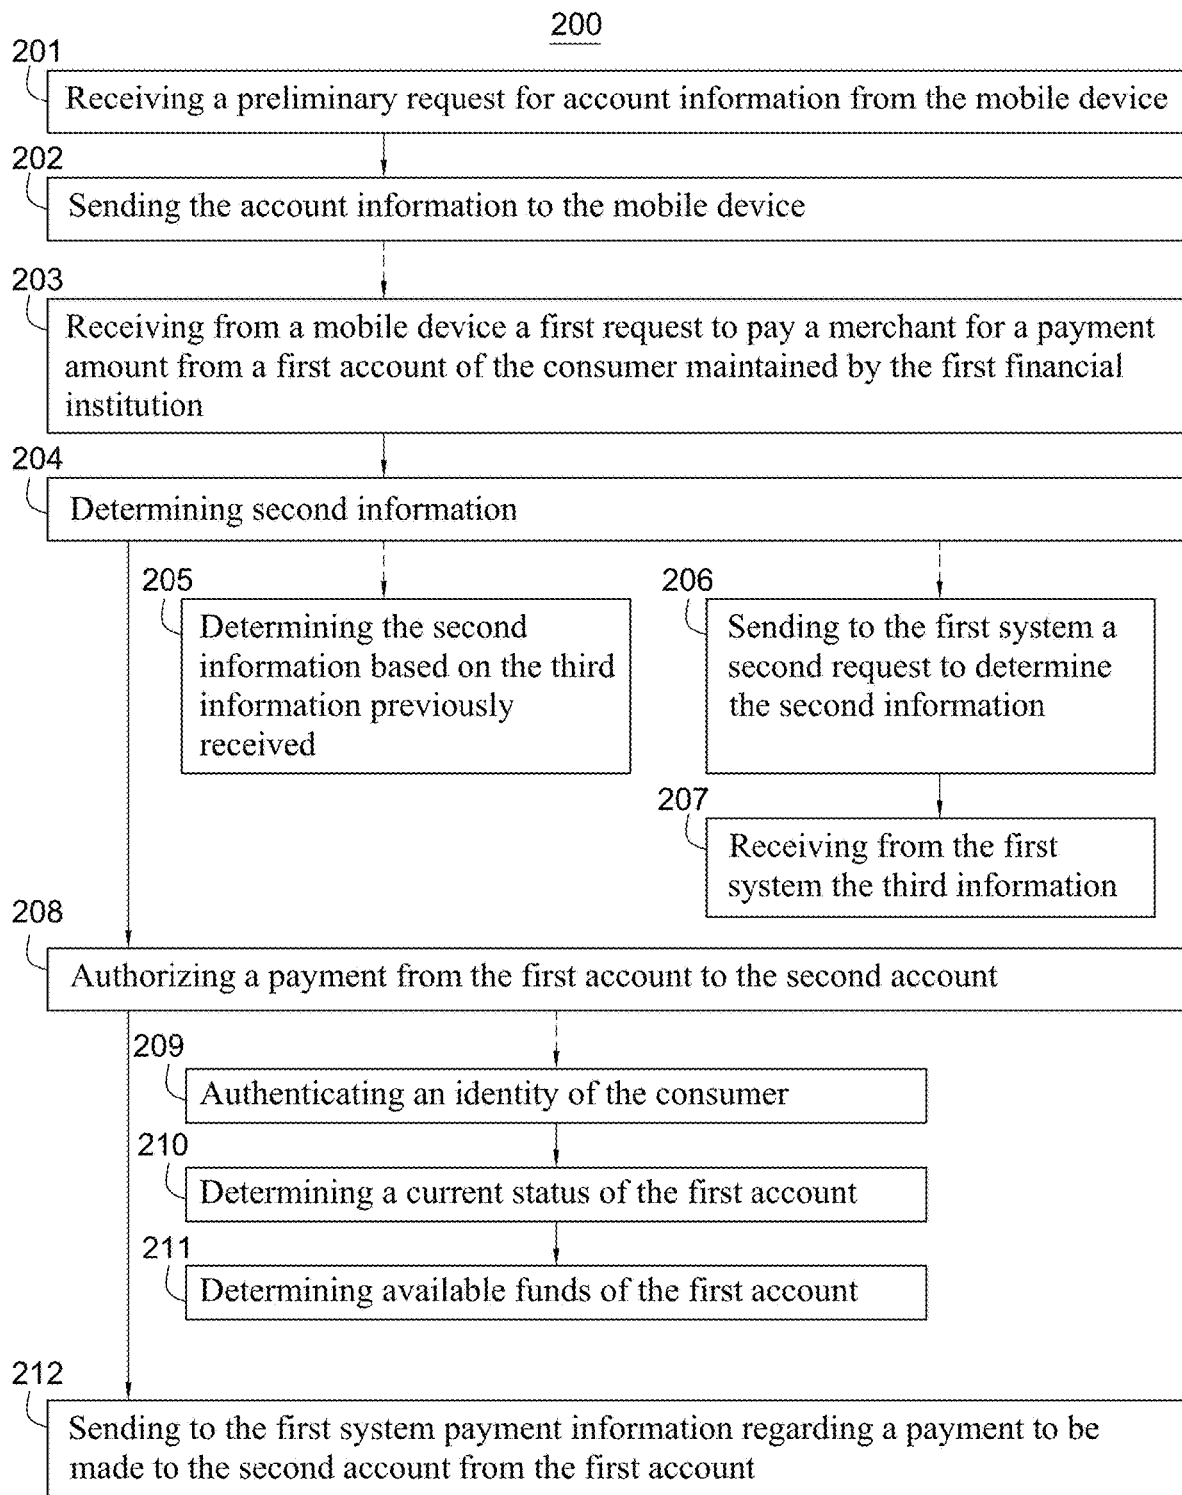 200
201
Receiving a preliminary request for account information from the mobile device
202
Sending the account information to the mobile device
203
Receiving from a mobile device a first request to pay a merchant for a payment
amount from a first account of the consumer maintained by the first financial
institution
204
Determining second information
205
Determining the second
information based on the third
information previously
received
206
Sending to the first system a
second request to determine
the second information
207
Receiving from the first
system the third information
208
Authorizing a payment from the first account to the second account
209
Authenticating an identity of the consumer
210
Determining a current status of the first account
211
Determining available funds of the first account
212
Sending to the first system payment information regarding a payment to be
made to the second account from the first account